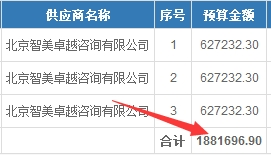 供应商名称 序号 预算金额
北京智美卓越咨询有限公司 1 627232.30
北京智美卓越咨询有限公司 2 627232.30
北京智美卓越咨询有限公司 3 627232.30
合计 1881696.90